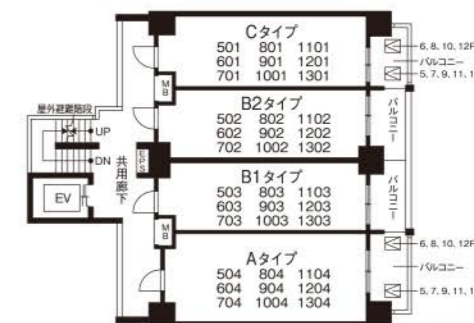 Cタイプ
501 801 1101
601 901 1201
701 1001 1301
6, 8, 10, 12F
バルコニー
5, 7, 9, 11, 1
MB
B2タイプ
502 802 1102
602 902 1202
702 1002 1302
バルコニー
屋外避難階段
UP
DN
共用廊下
EPS
EV
B1タイプ
503 803 1103
603 903 1203
703 1003 1303
バルコニー
MB
Aタイプ
504 804 1104
604 904 1204
704 1004 1304
6, 8, 10, 12F
バルコニー
5, 7, 9, 11, 1